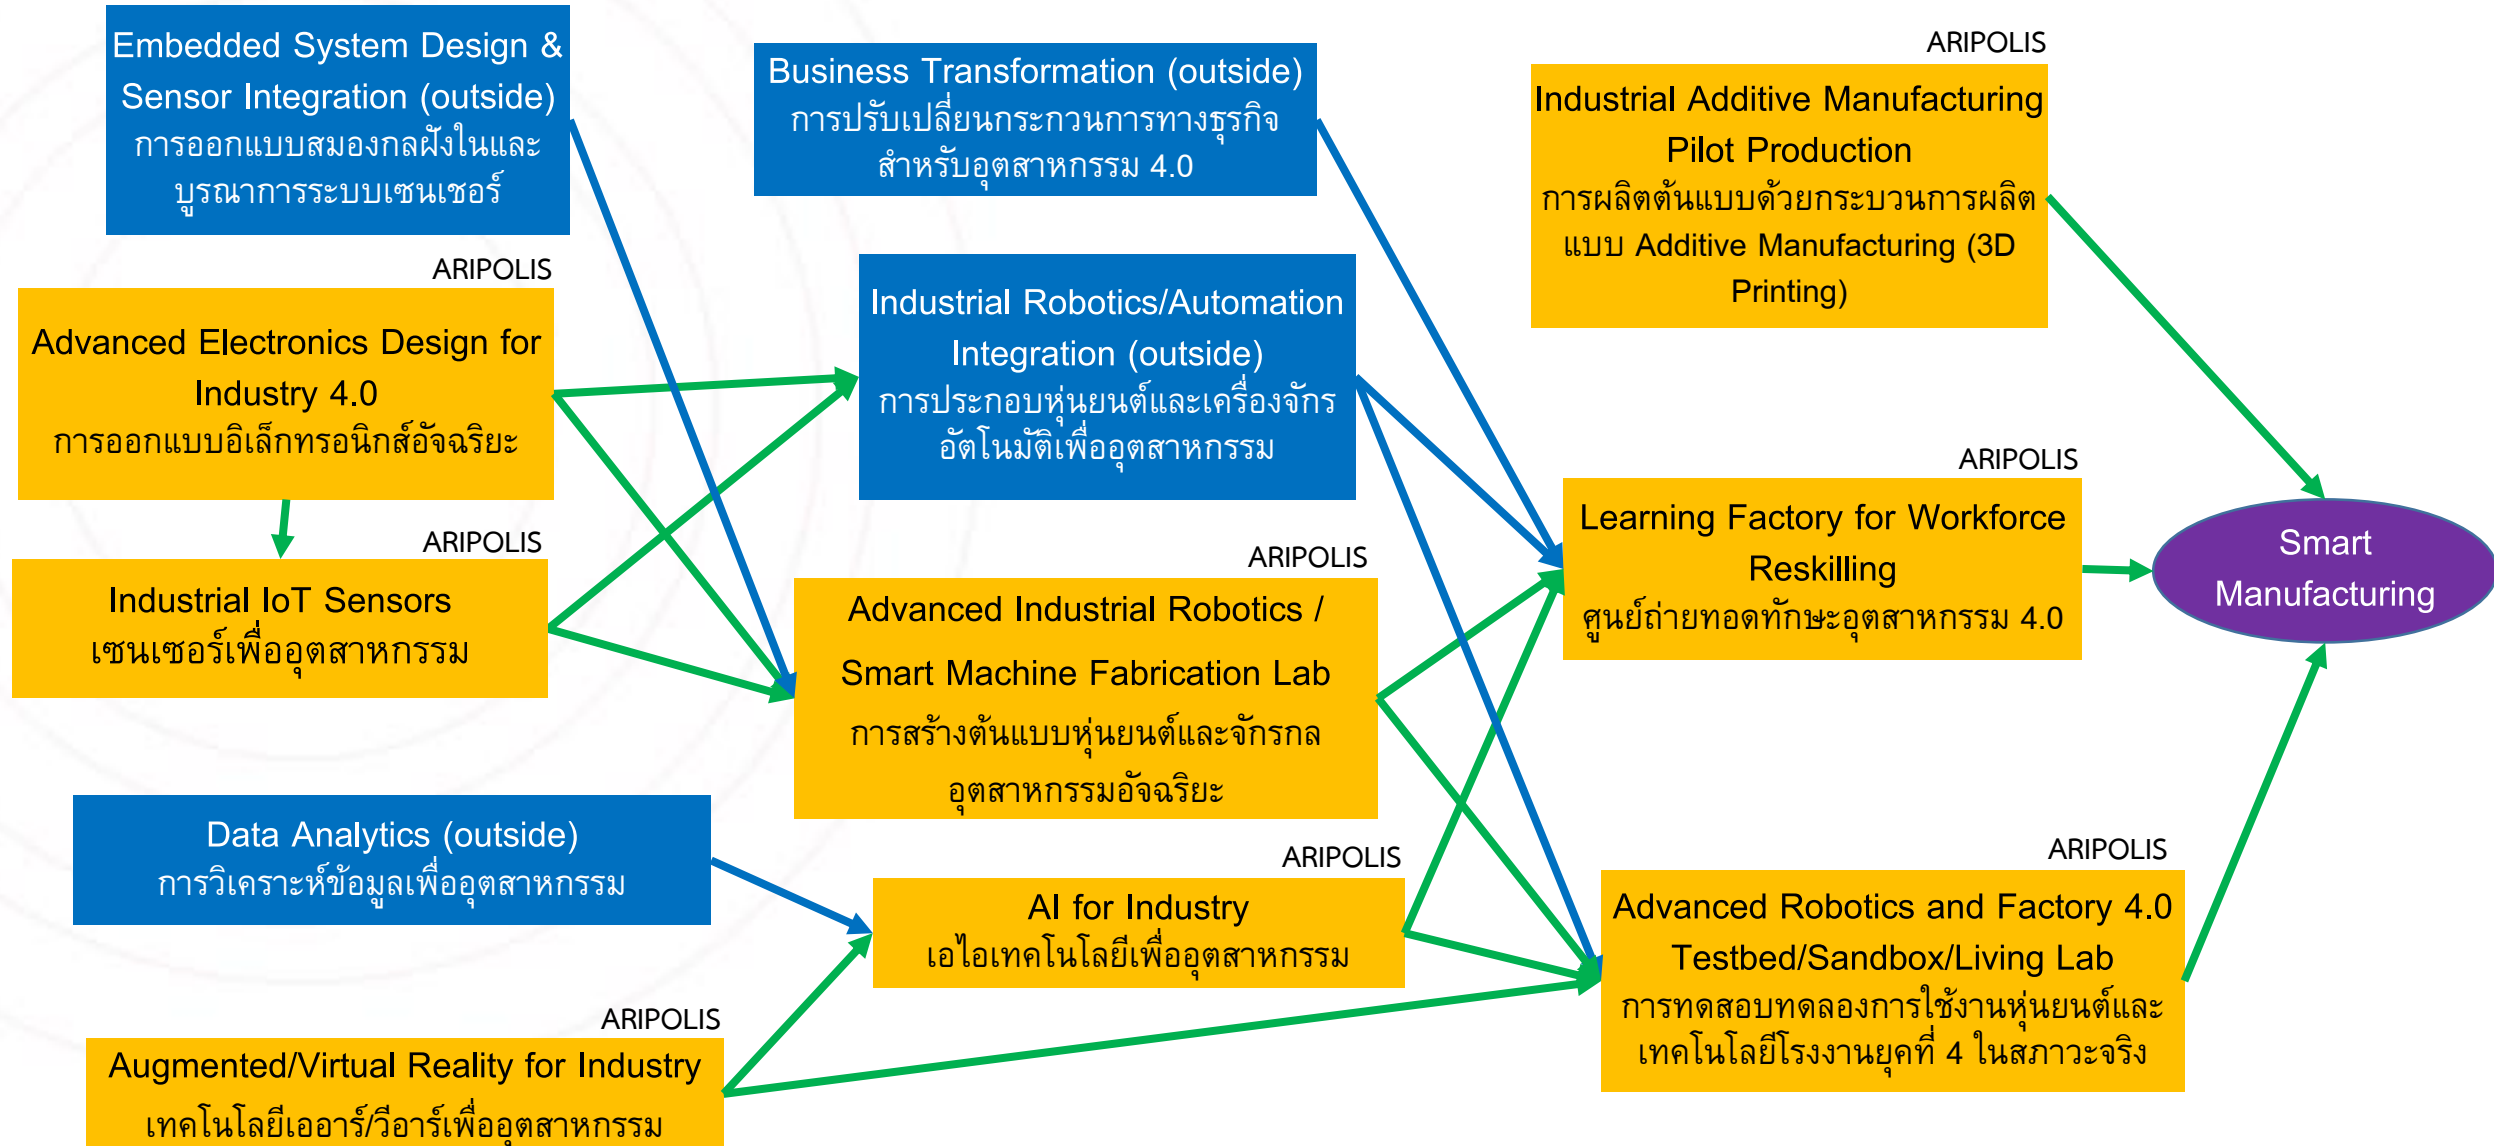 Embedded System Design &
Sensor Integration (outside)
การออกแบบสมองกลฝังในและ
บูรณาการระบบเซนเชอร์
ARIPOLIS
Advanced Electronics Design for
Industry 4.0
การออกแบบอิเล็กทรอนิกส์อัจฉริยะ
ARIPOLIS
Industrial IoT Sensors
เซนเซอร์เพื่ออุตสาหกรรม
Data Analytics (outside)
การวิเคราะห์ข้อมูลเพื่ออุตสาหกรรม
ARIPOLIS
Augmented/Virtual Reality for Industry
เทคโนโลยีเออาร์/วีอาร์เพื่ออุตสาหกรรม
Business Transformation (outside)
การปรับเปลี่ยนกระกวนการทางธุรกิจ
สำหรับอุตสาหกรรม 4.0
Industrial Robotics/Automation
Integration (outside)
การประกอบหุ่นยนต์และเครื่องจักร
อัตโนมัติเพื่ออุตสาหกรรม
ARIPOLIS
Advanced Industrial Robotics /
Smart Machine Fabrication Lab
การสร้างต้นแบบหุ่นยนต์และจักรกล
อุตสาหกรรมอัจฉริยะ
ARIPOLIS
AI for Industry
เอไอเทคโนโลยีเพื่ออุตสาหกรรม
ARIPOLIS
Industrial Additive Manufacturing
Pilot Production
การผลิตต้นแบบด้วยกระบวนการผลิต
แบบ Additive Manufacturing (3D
Printing)
ARIPOLIS
Learning Factory for Workforce
Reskilling
ศูนย์ถ่ายทอดทักษะอุตสาหกรรม 4.0
ARIPOLIS
Advanced Robotics and Factory 4.0
Testbed/Sandbox/Living Lab
การทดสอบทดลองการใช้งานหุ่นยนต์และ
เทคโนโลยีโรงงานยุคที่ 4 ในสภาวะจริง
Smart
Manufacturing